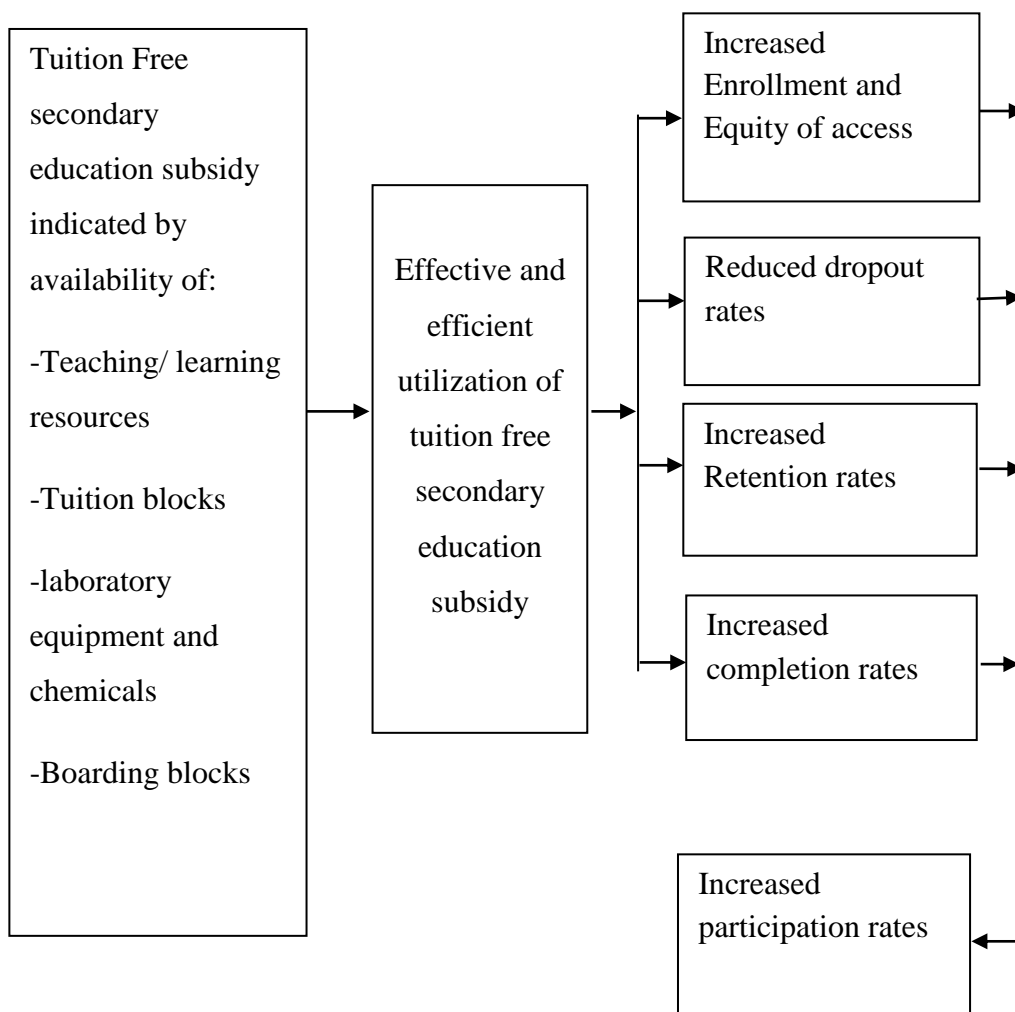 Tuition Free
secondary
education subsidy
indicated by
availability of:
-Teaching/ learning
resources
-Tuition blocks
-laboratory
equipment and
chemicals
-Boarding blocks
Effective and
efficient
utilization of
tuition free
secondary
education
subsidy
Increased
Enrollment and
Equity of access
Reduced dropout
rates
Increased
Retention rates
Increased
completion rates
Increased
participation rates